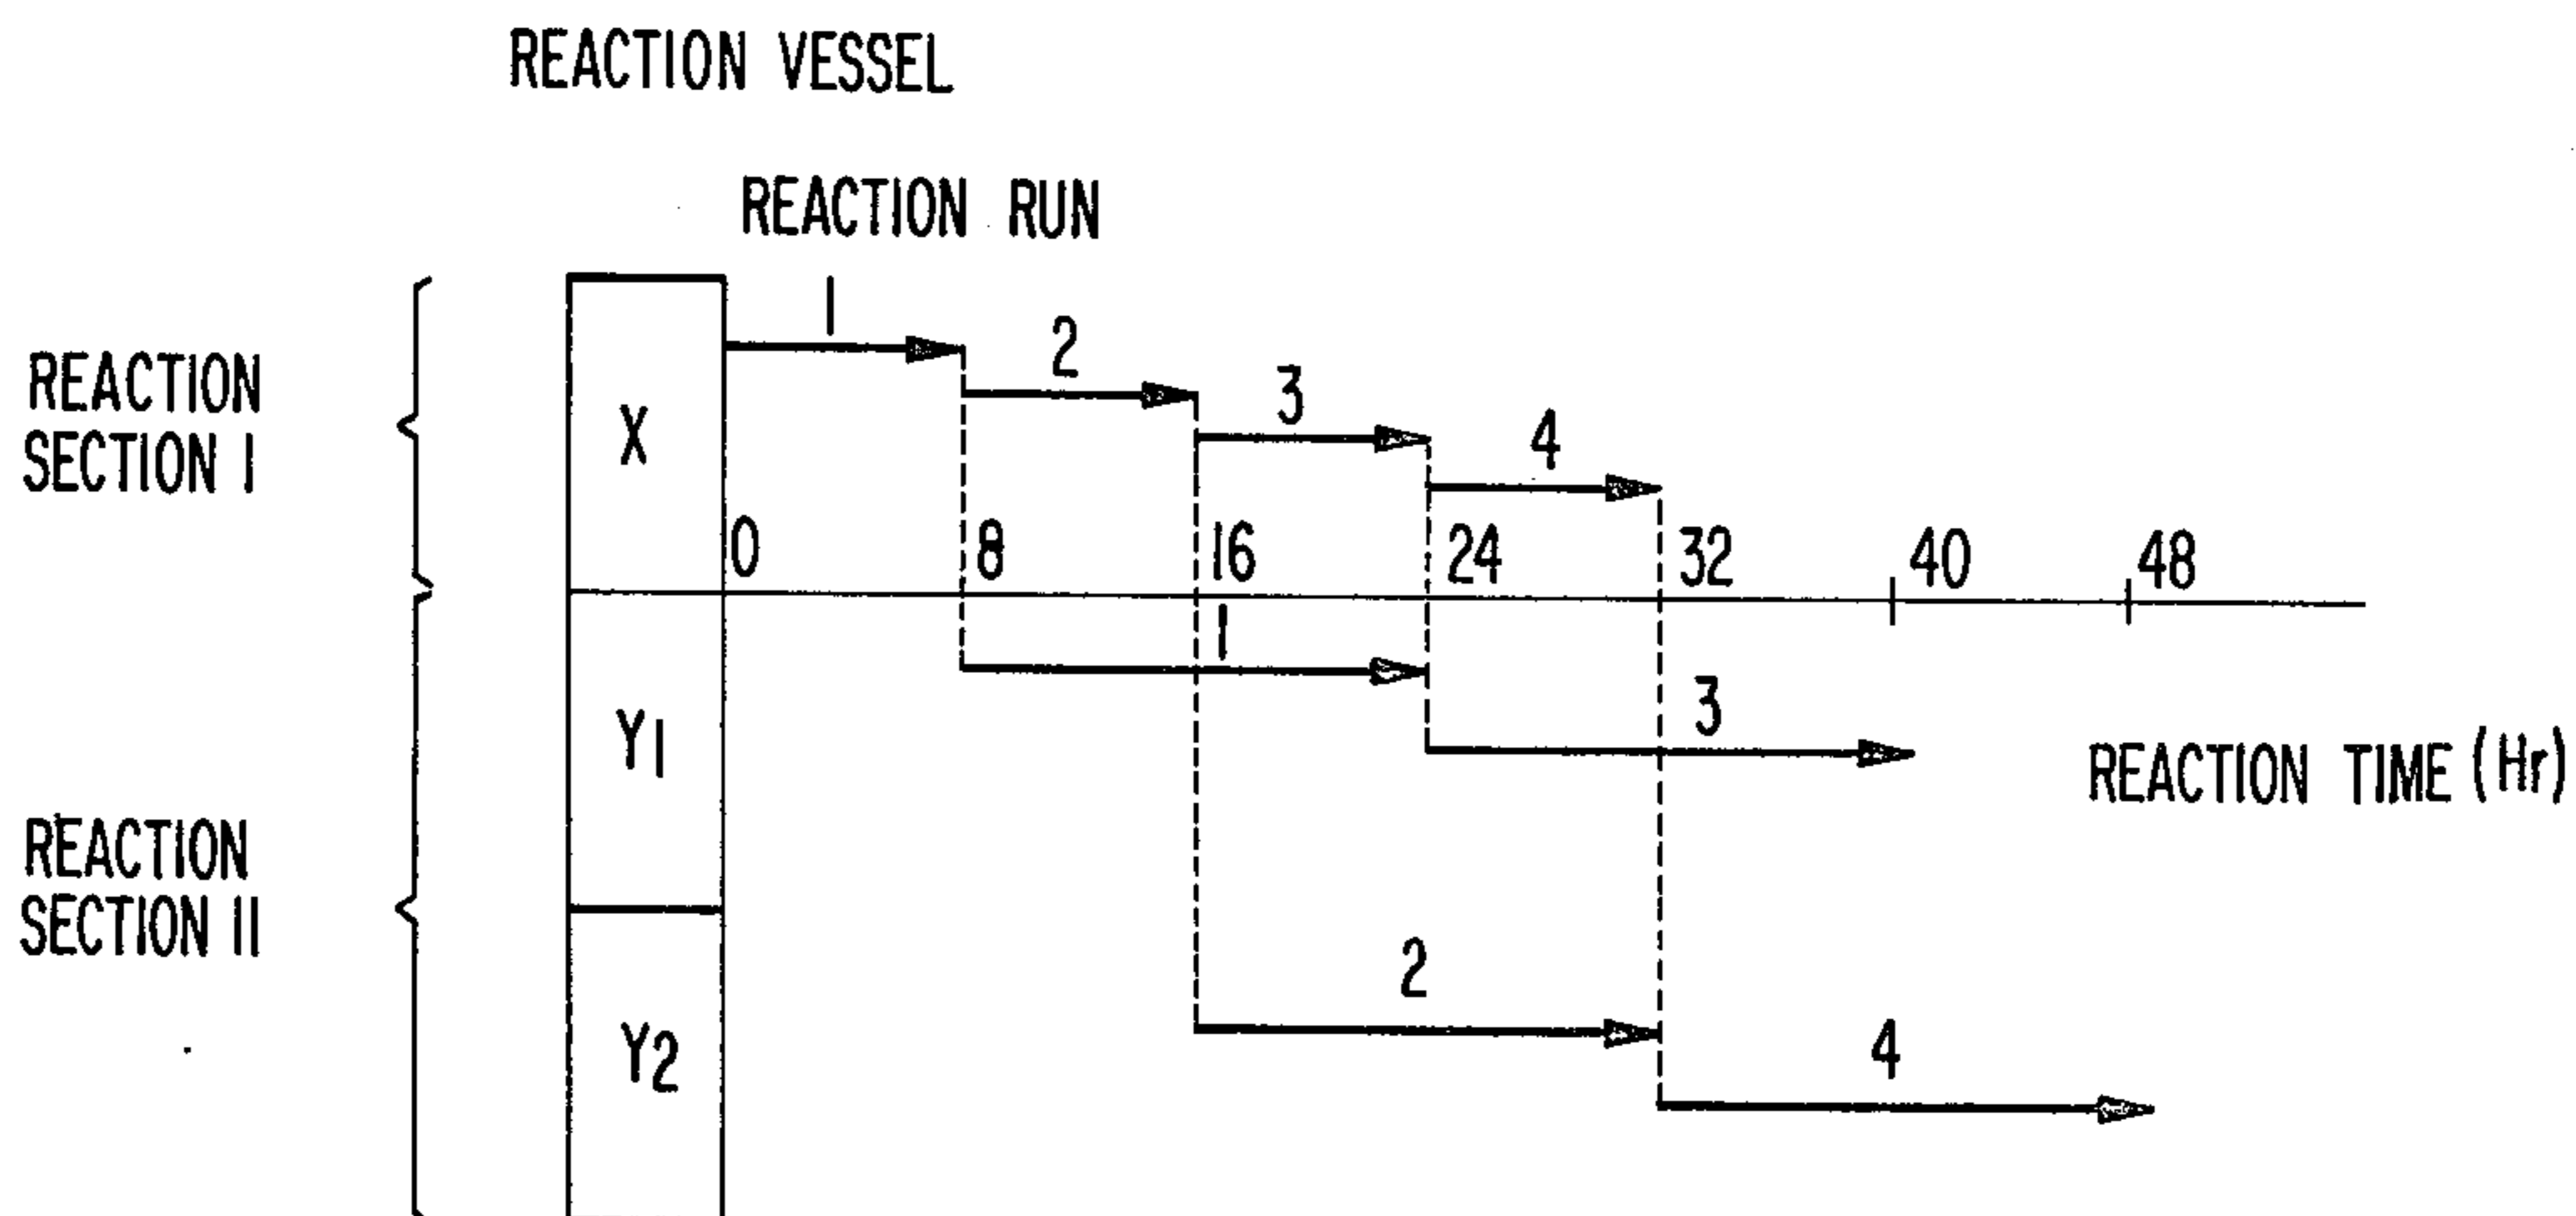 REACTION VESSEL
REACTION RUN
1
2
3
4
REACTION
SECTION I
X
0 8 16 24 32 40 48
1
3
Y1
REACTION TIME (Hr)
REACTION
SECTION II
2
4
Y2